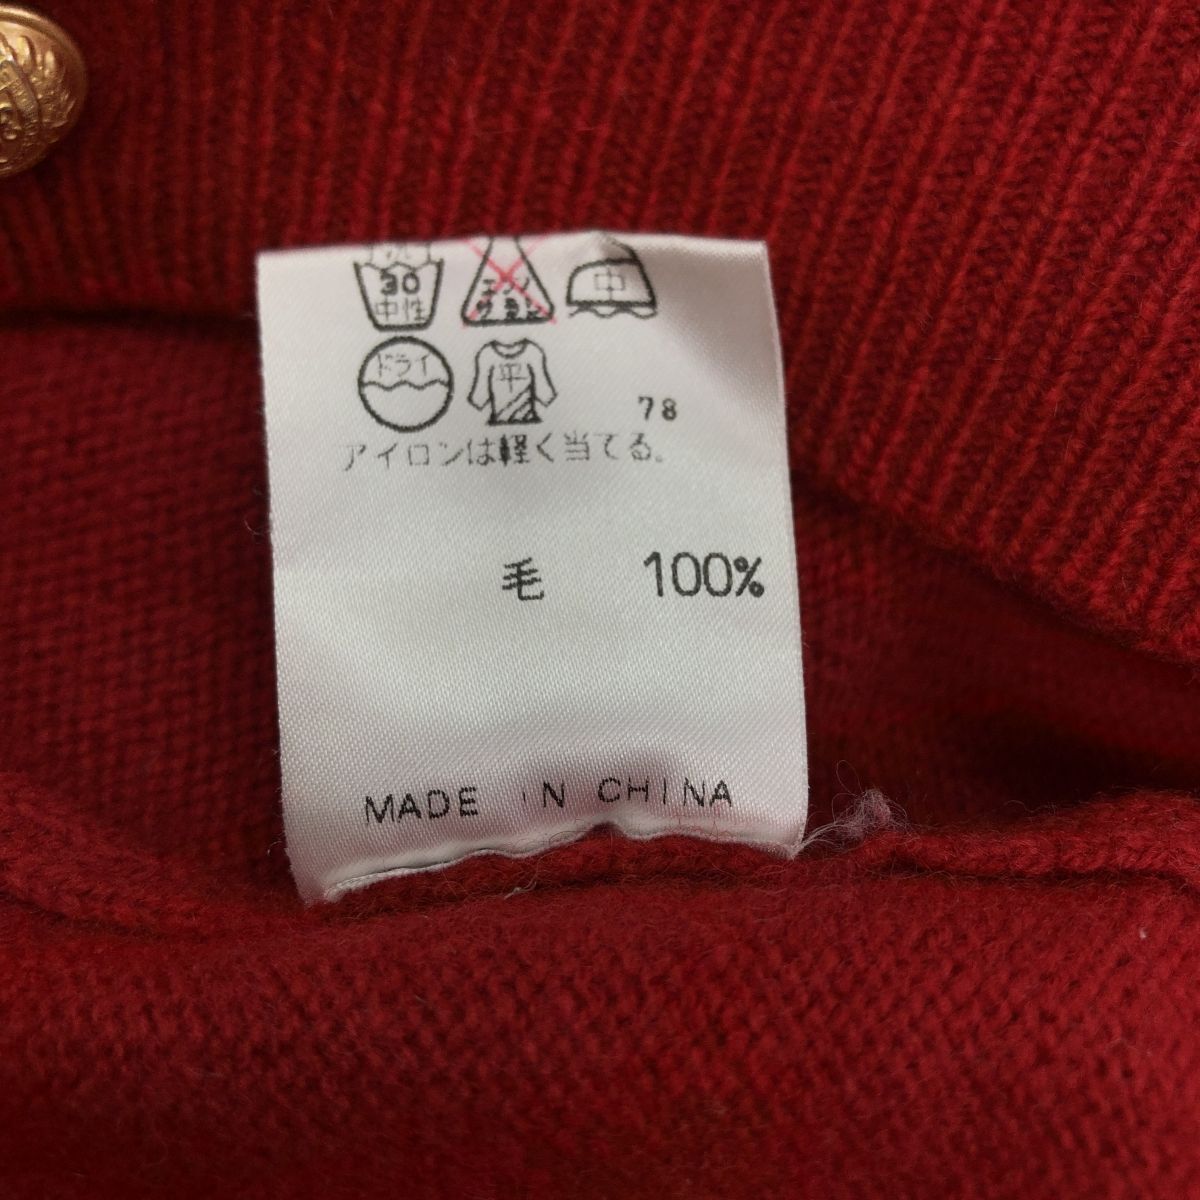 30
中性
エンソ
サラシ
中
ドライ
平
78
アイロンは軽く当てる。
毛 100%
MADE IN CHINA